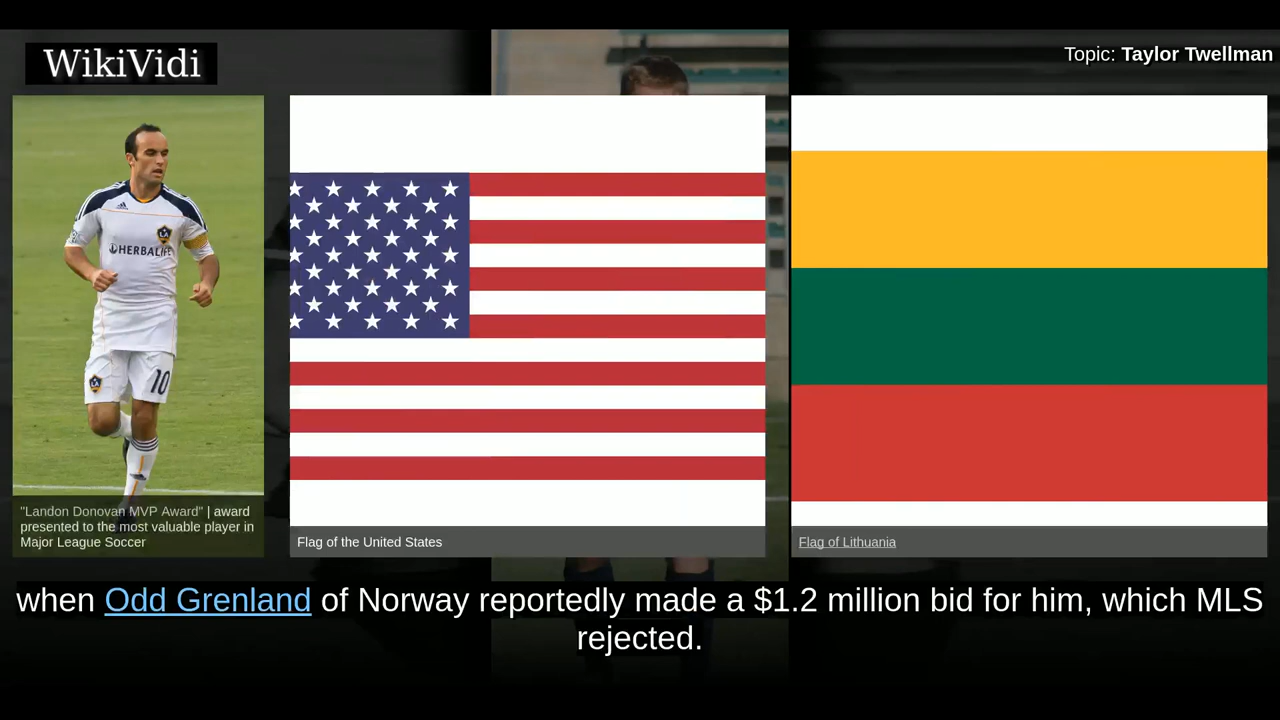 WikiVidi
Topic: Taylor Twellman
HERBALIFE
10
"Landon Donovan MVP Award" | award
presented to the most valuable player in
Major League Soccer
Flag of the United States
Flag of Lithuania
when Odd Grenland of Norway reportedly made a $1.2 million bid for him, which MLS
rejected.